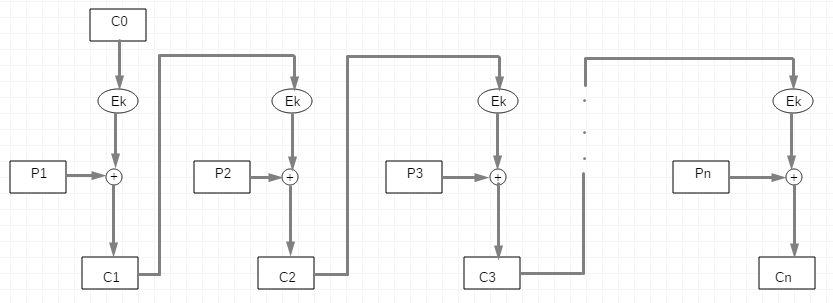 C0
Ek
Ek
Ek
Ek
P1
+
P2
+
P3
+
Pn
+
C1
C2
C3
Cn